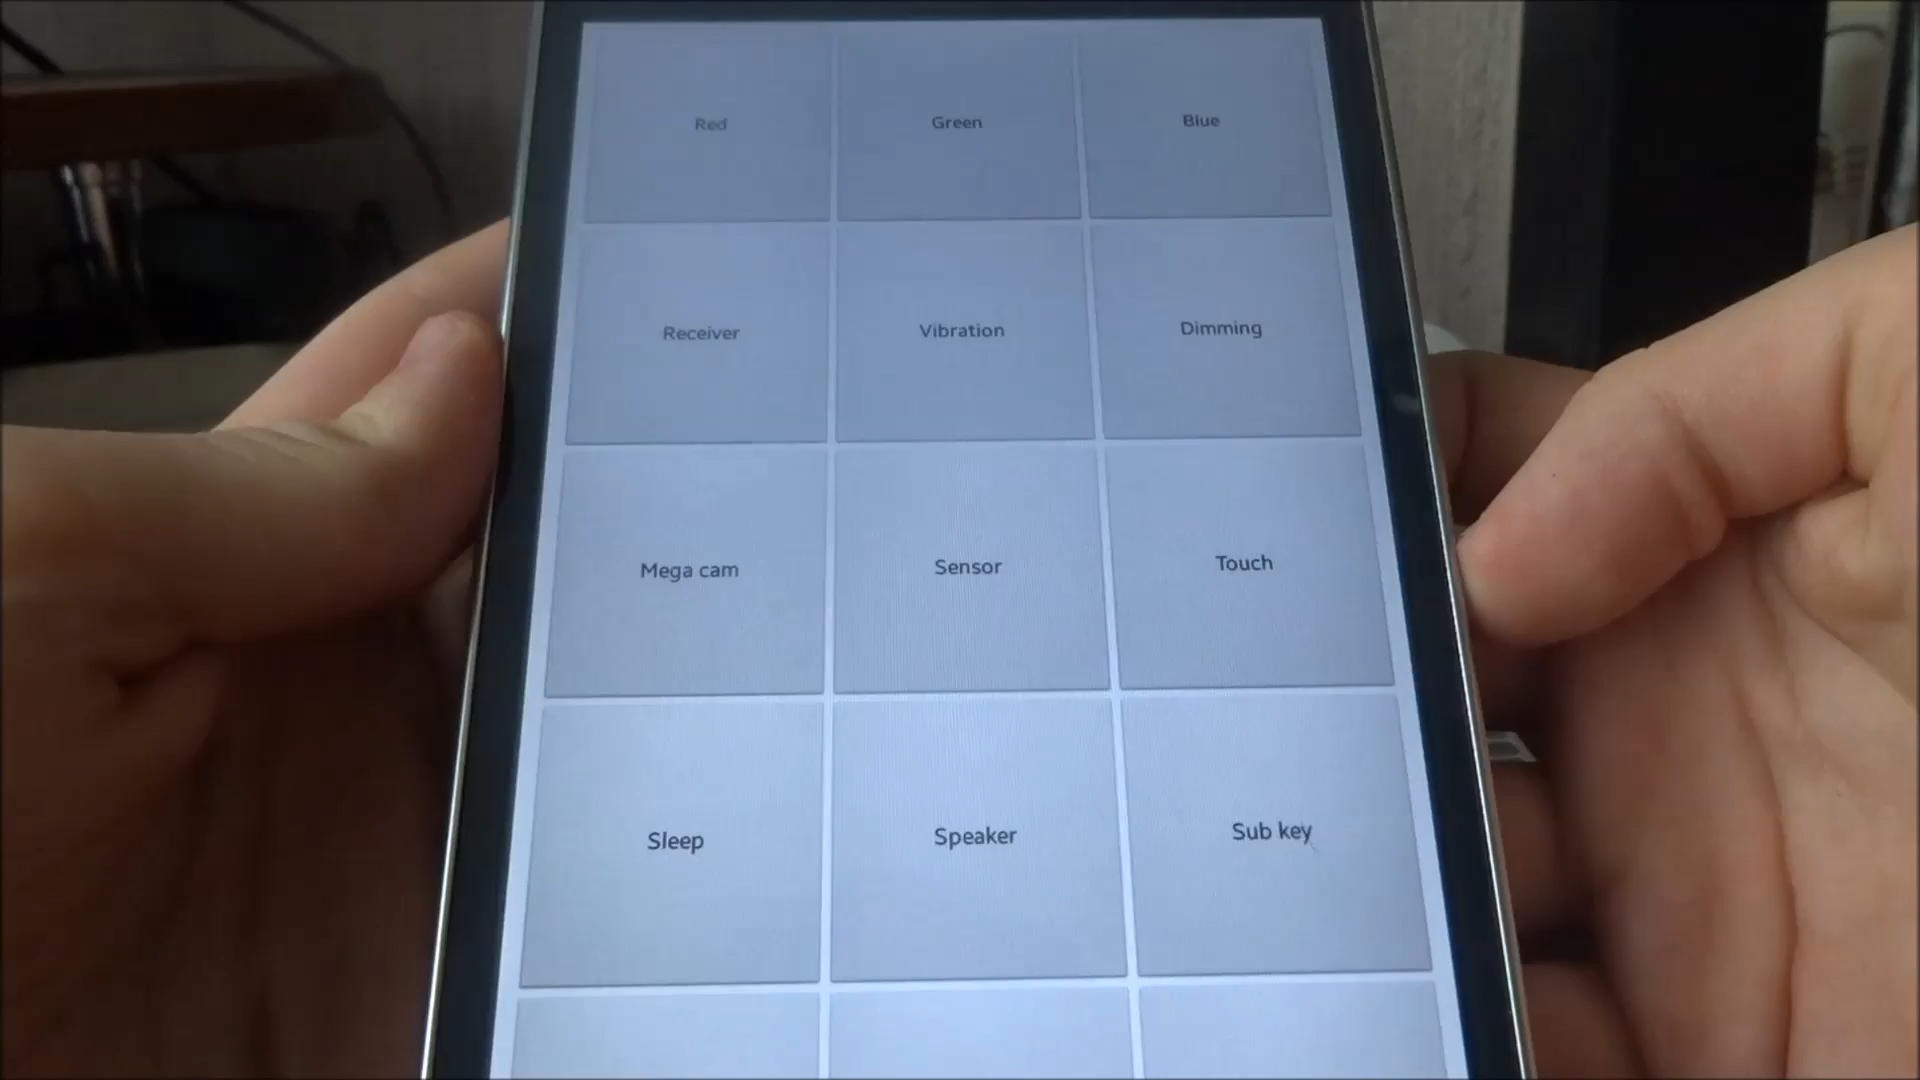 Red
Green
Blue
Receiver
Vibration
Dimming
Mega cam
Sensor
Touch
Sleep
Speaker
Sub key